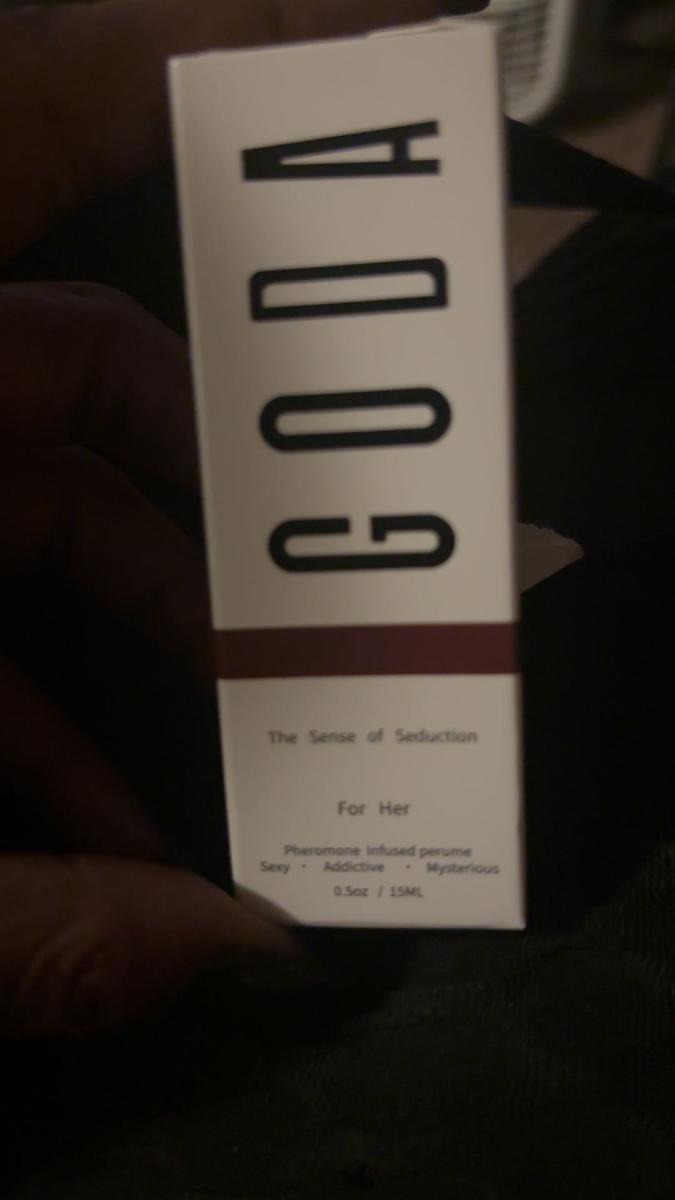 GODA
The Sense of Seduction
For Her
Pheromone Infused perume
Sexy · Addictive · Mysterious
0.5oz / 15ML